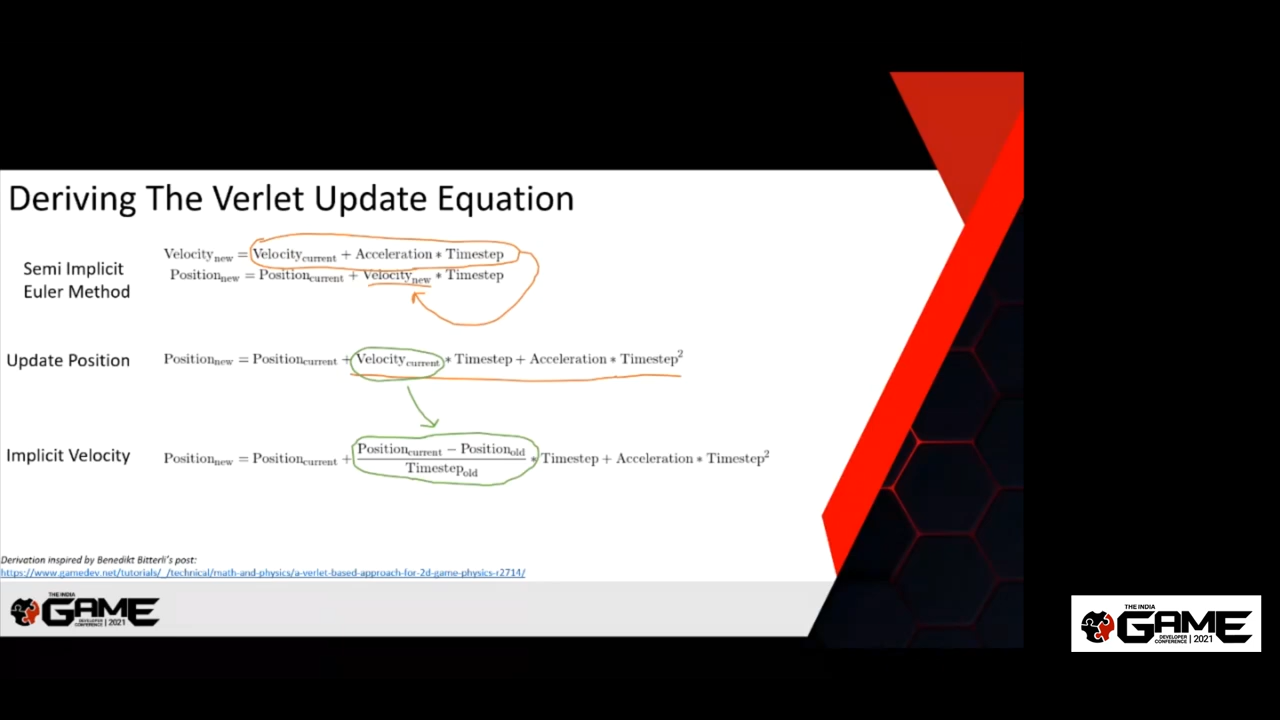 Deriving The Verlet Update Equation
Semi Implicit
Euler Method
Velocity_new = Velocity_current + Acceleration * Timestep
Position_new = Position_current + Velocity_new * Timestep
Update Position
Position_new = Position_current + Velocity_current * Timestep + Acceleration * Timestep^2
Implicit Velocity
Position_new = Position_current + (Position_current − Position_old) / Timestep_old * Timestep + Acceleration * Timestep^2
Derivation inspired by Benedikt Bitterli's post:
https://www.gamedev.net/tutorials/_/technical/math-and-physics/a-verlet-based-approach-for-2d-game-physics-r2714/
THE INDIA
GAME
DEVELOPER
CONFERENCE | 2021
THE INDIA
GAME
DEVELOPER
CONFERENCE | 2021